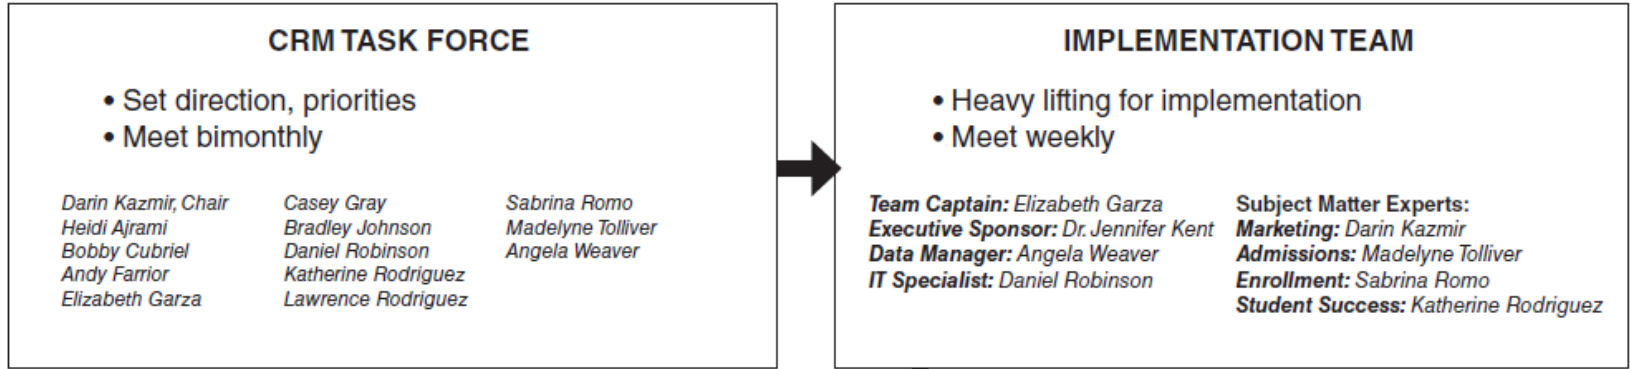 CRM TASK FORCE
• Set direction, priorities
• Meet bimonthly
Darin Kazmir, Chair
Heidi Ajrami
Bobby Cubriel
Andy Farrior
Elizabeth Garza
Casey Gray
Bradley Johnson
Daniel Robinson
Katherine Rodriguez
Lawrence Rodriguez
Sabrina Romo
Madelyne Tolliver
Angela Weaver
IMPLEMENTATION TEAM
• Heavy lifting for implementation
• Meet weekly
Team Captain: Elizabeth Garza
Executive Sponsor: Dr. Jennifer Kent
Data Manager: Angela Weaver
IT Specialist: Daniel Robinson
Subject Matter Experts:
Marketing: Darin Kazmir
Admissions: Madelyne Tolliver
Enrollment: Sabrina Romo
Student Success: Katherine Rodriguez